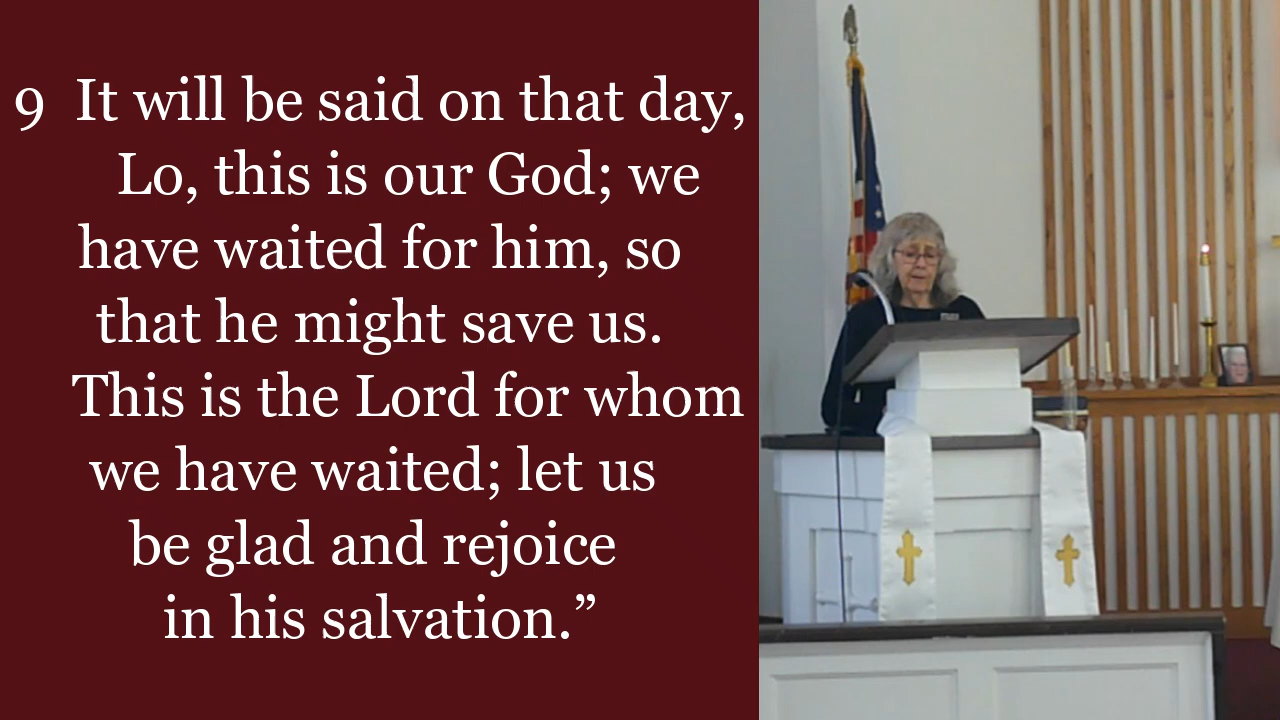 9 It will be said on that day,
Lo, this is our God; we
have waited for him, so
that he might save us.
This is the Lord for whom
we have waited; let us
be glad and rejoice
in his salvation.”